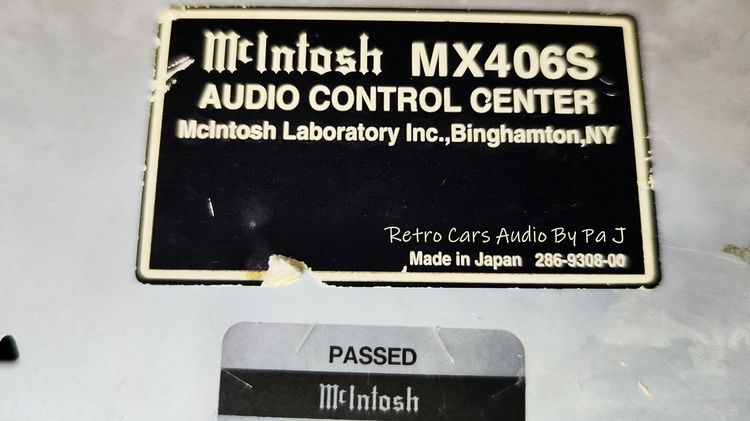 McIntosh MX406S
AUDIO CONTROL CENTER
McIntosh Laboratory Inc.,Binghamton,NY
Retro Cars Audio By Pa J
Made in Japan 286-9308-00
PASSED
McIntosh